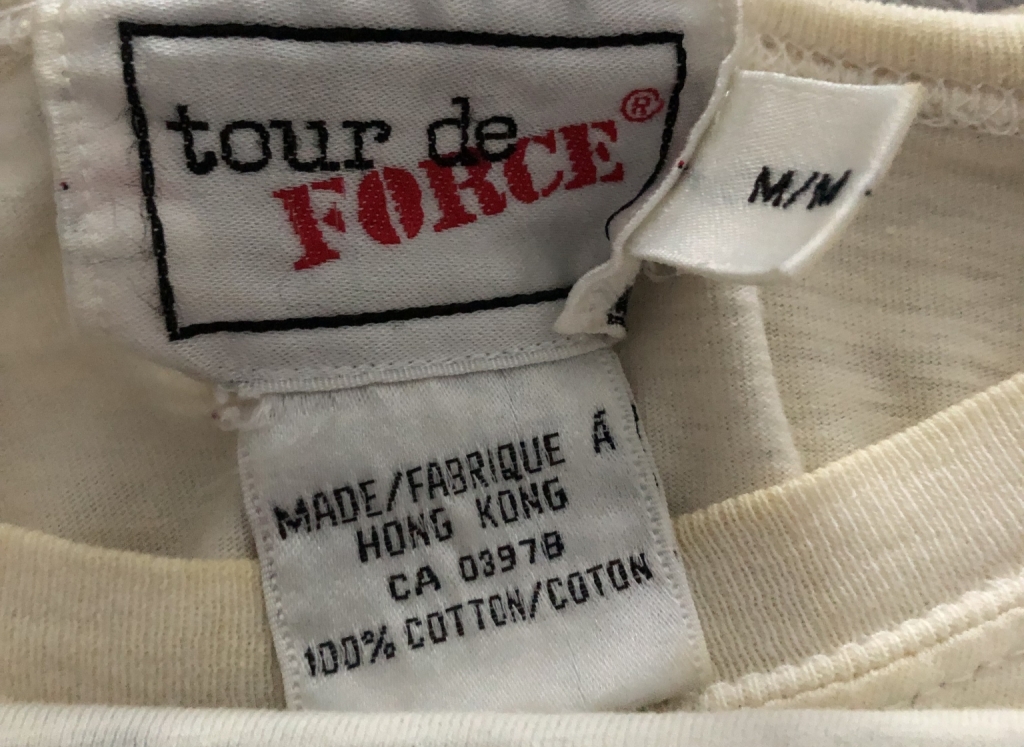 tour de
FORCE®
M/M
A
MADE/FABRIQUE
HONG KONG
CA 03978
100% COTTON/COTON